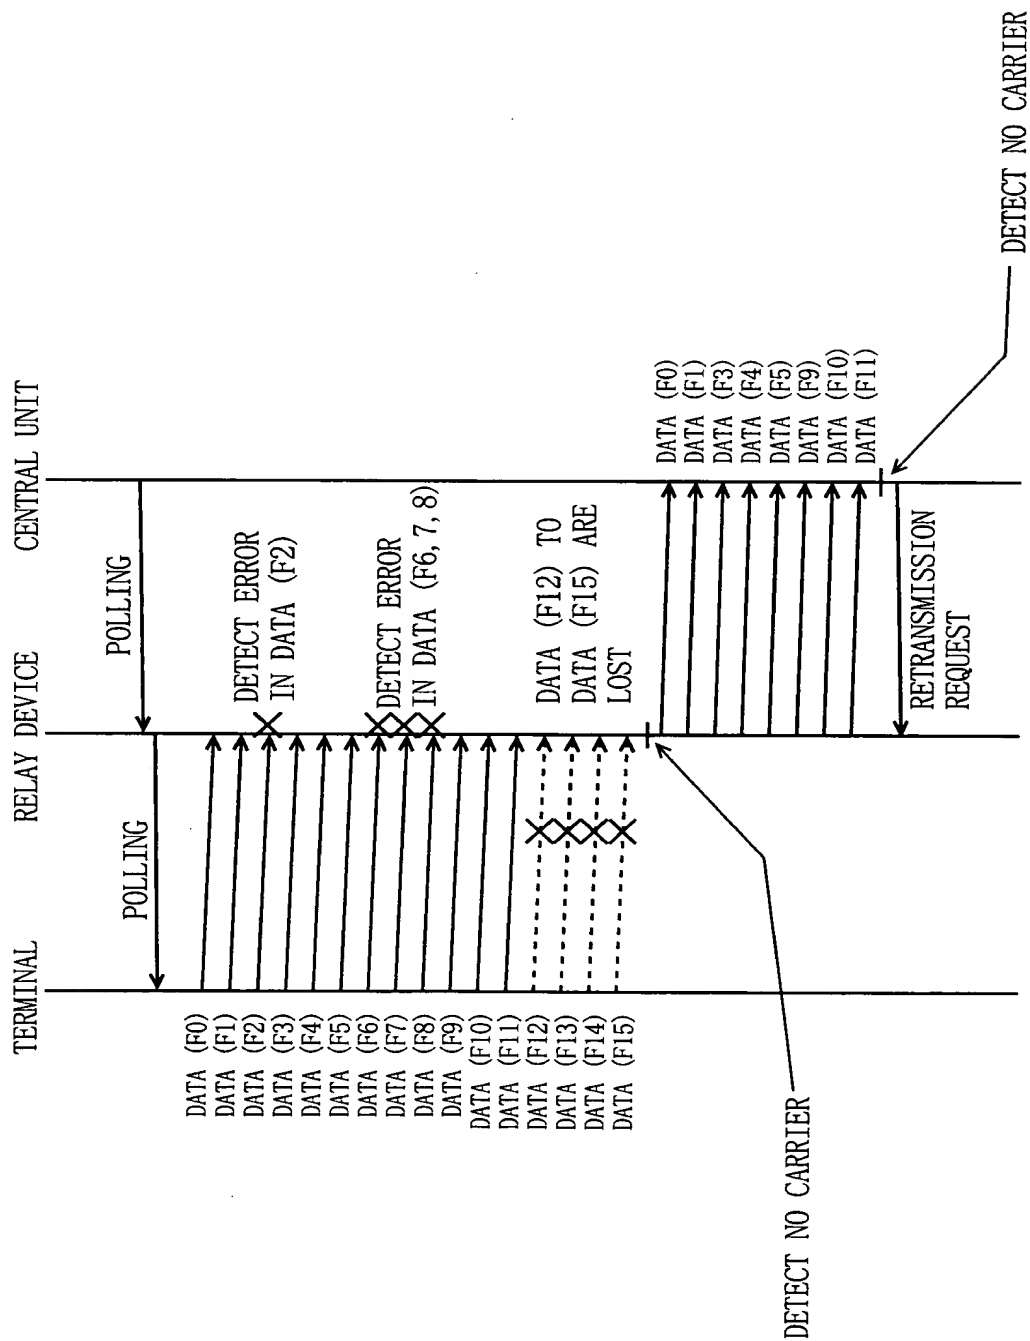 TERMINAL
RELAY DEVICE
CENTRAL UNIT
POLLING
POLLING
DATA (F0)
DATA (F1)
DATA (F2)
DATA (F3)
DATA (F4)
DATA (F5)
DATA (F6)
DATA (F7)
DATA (F8)
DATA (F9)
DATA (F10)
DATA (F11)
DATA (F12)
DATA (F13)
DATA (F14)
DATA (F15)
DETECT ERROR
IN DATA (F2)
DETECT ERROR
IN DATA (F6, 7, 8)
DATA (F12) TO
DATA (F15) ARE
LOST
DETECT NO CARRIER
DATA (F0)
DATA (F1)
DATA (F3)
DATA (F4)
DATA (F5)
DATA (F9)
DATA (F10)
DATA (F11)
RETRANSMISSION
REQUEST
DETECT NO CARRIER